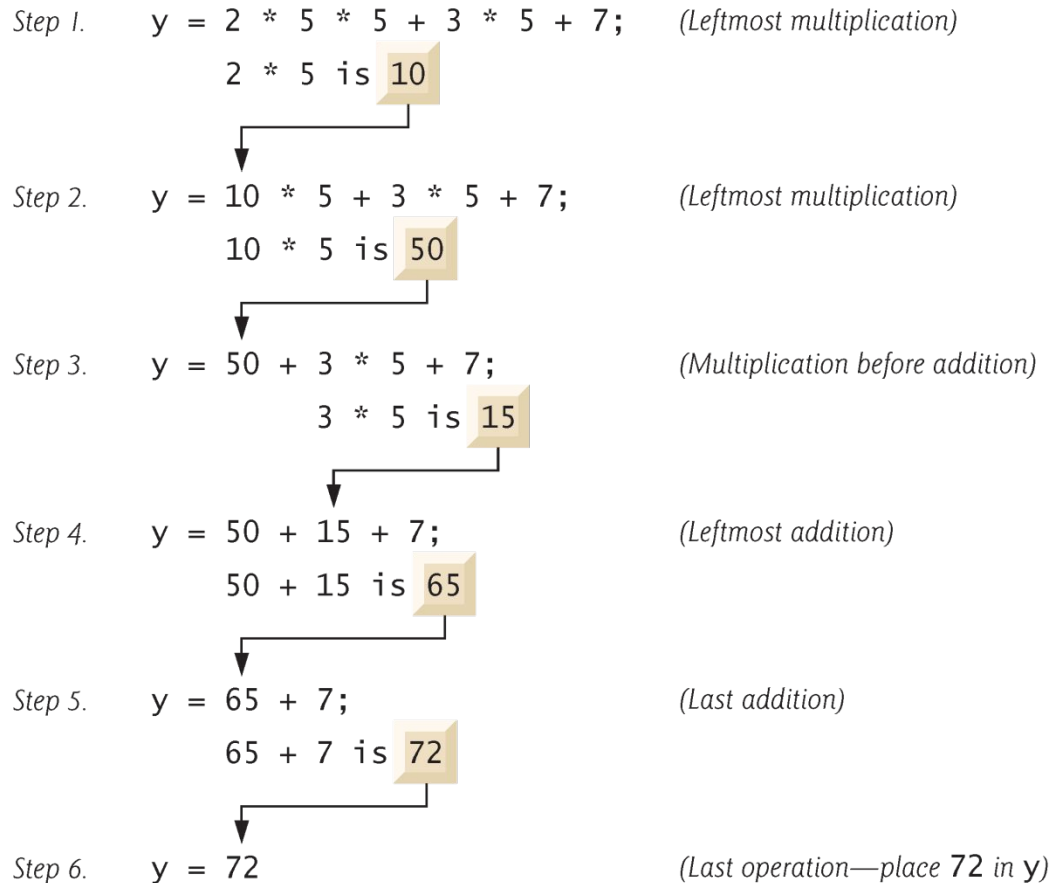 Step 1. y = 2 * 5 * 5 + 3 * 5 + 7; (Leftmost multiplication)
2 * 5 is 10
Step 2. y = 10 * 5 + 3 * 5 + 7; (Leftmost multiplication)
10 * 5 is 50
Step 3. y = 50 + 3 * 5 + 7; (Multiplication before addition)
3 * 5 is 15
Step 4. y = 50 + 15 + 7; (Leftmost addition)
50 + 15 is 65
Step 5. y = 65 + 7; (Last addition)
65 + 7 is 72
Step 6. y = 72 (Last operation—place 72 in y)